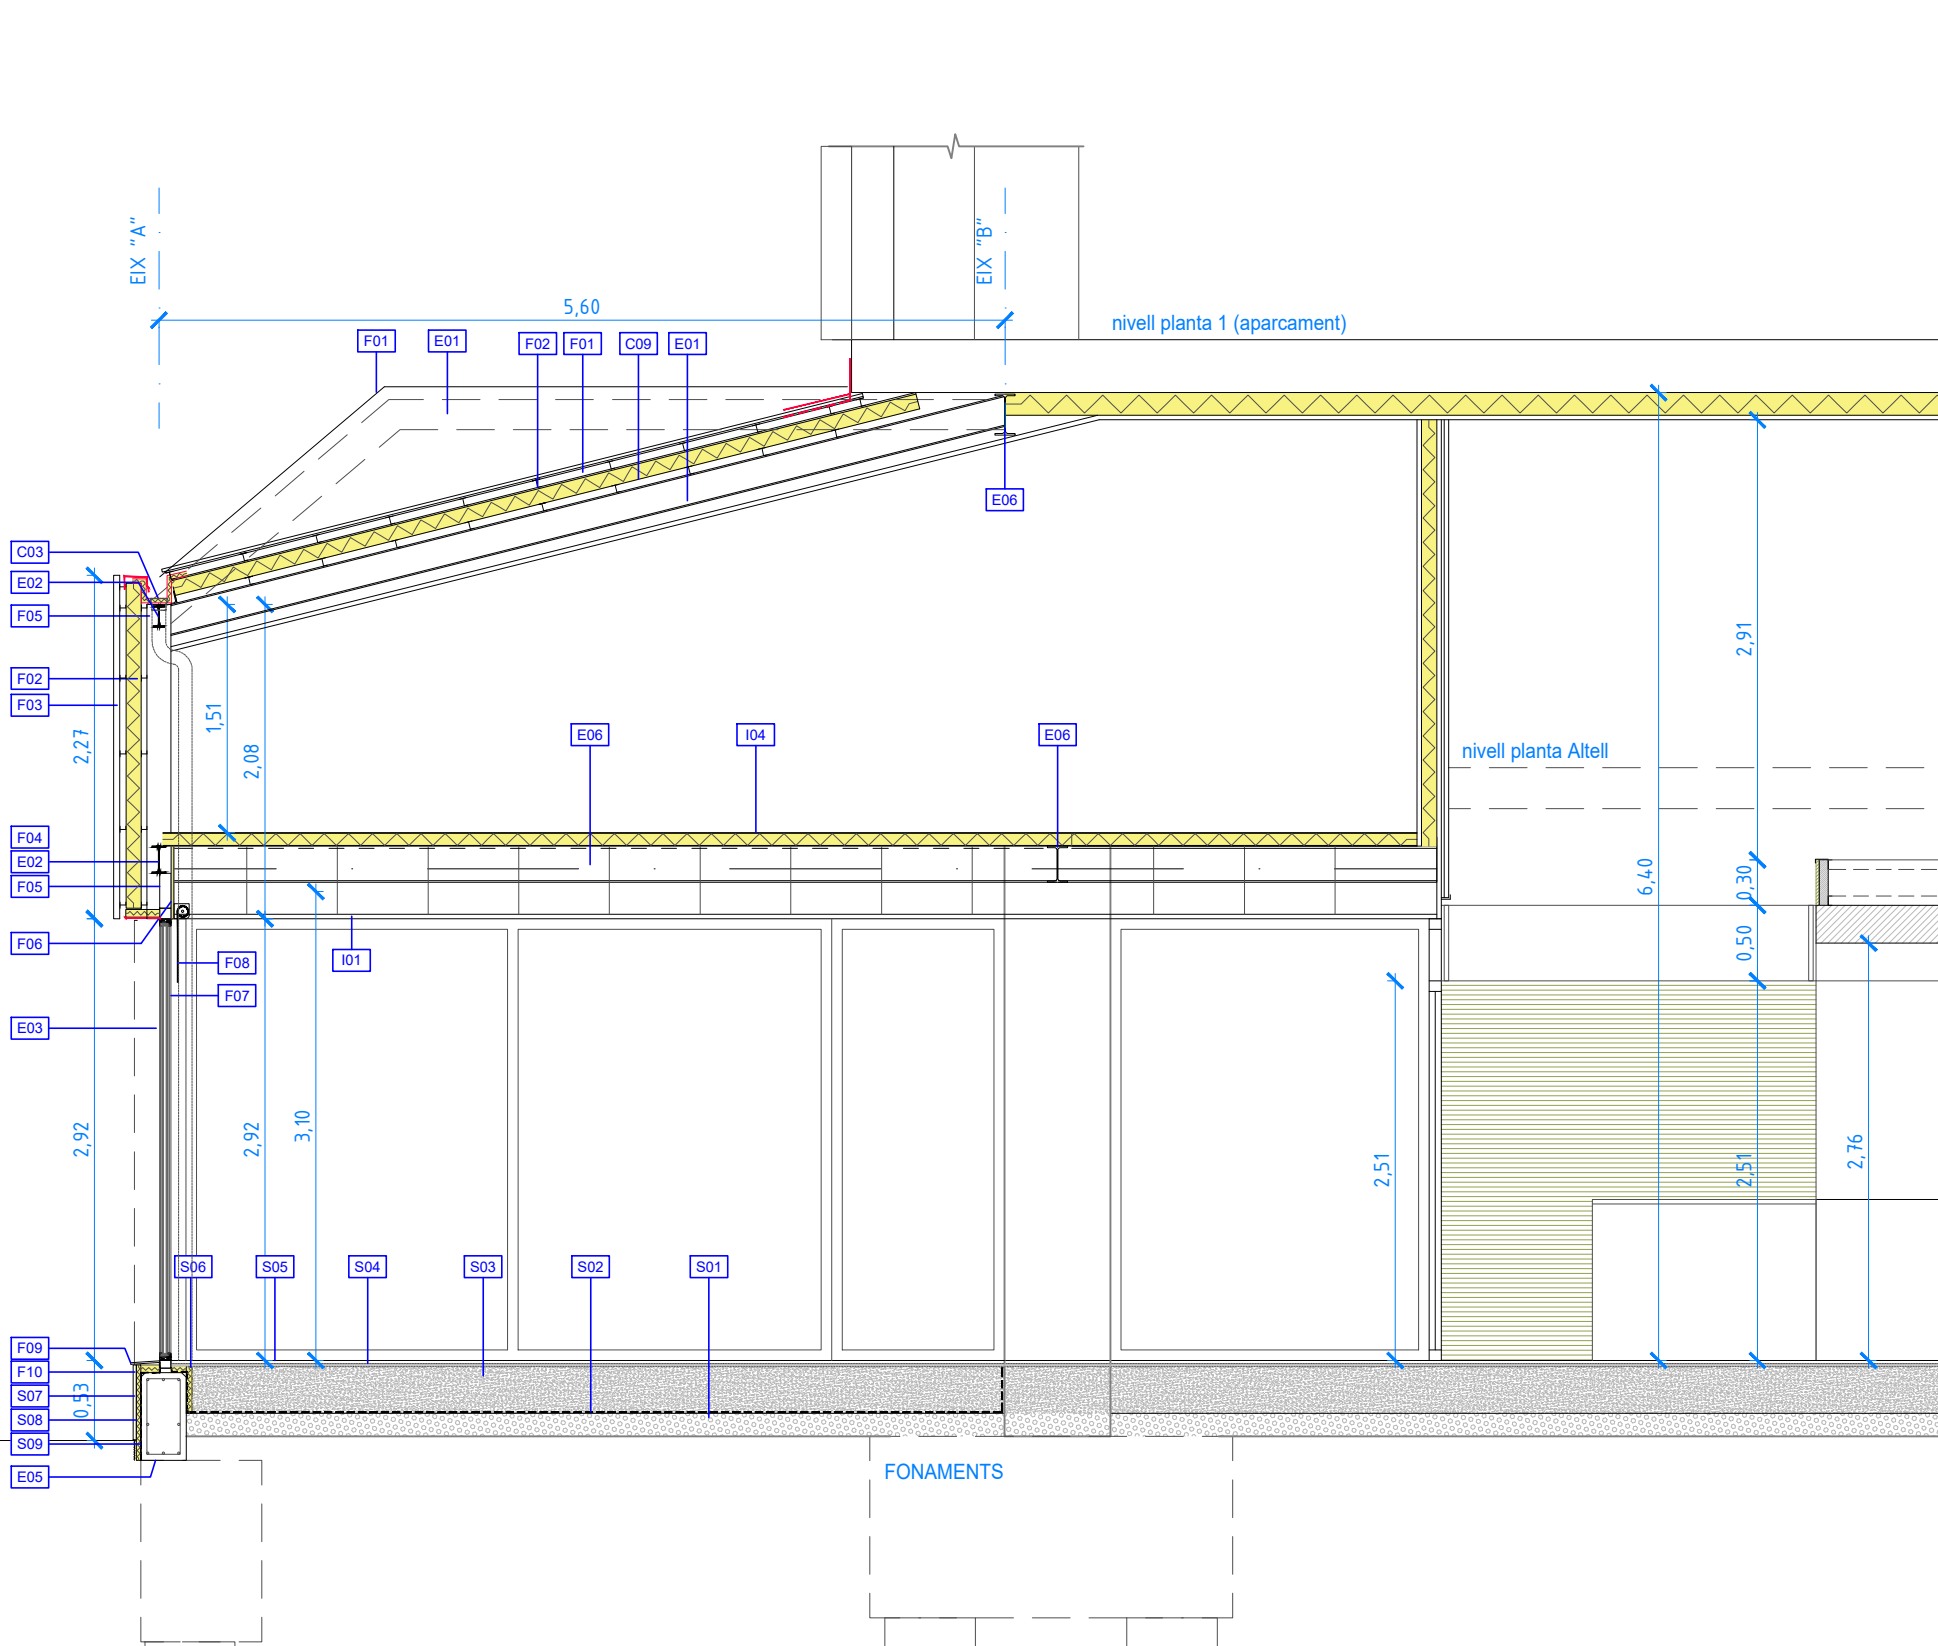 EIX "A"
EIX "B"
5,60
nivell planta 1 (aparcament)
F01
E01
F02
F01
C09
E01
E06
C03
E02
F05
F02
F03
2,27
1,51
2,08
E06
I04
E06
2,91
nivell planta Altell
F04
E02
F05
F06
F08
I01
F07
E03
6,40
0,30
0,50
2,92
2,92
3,10
2,51
2,51
2,76
S06
S05
S04
S03
S02
S01
F09
F10
S07
S08
S09
E05
0,53
FONAMENTS